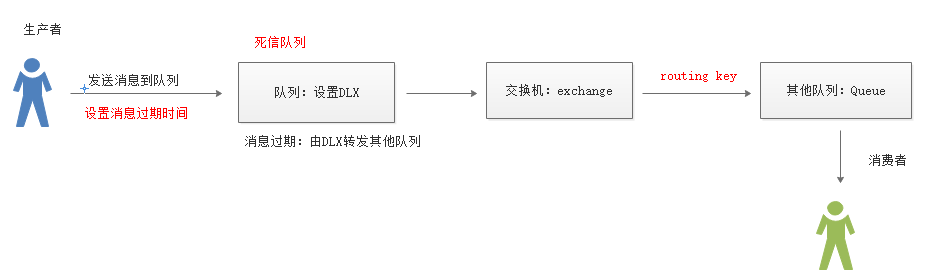 生产者
死信队列
发送消息到队列
设置消息过期时间
队列：设置DLX
交换机：exchange
routing key
其他队列：Queue
消息过期：由DLX转发其他队列
消费者